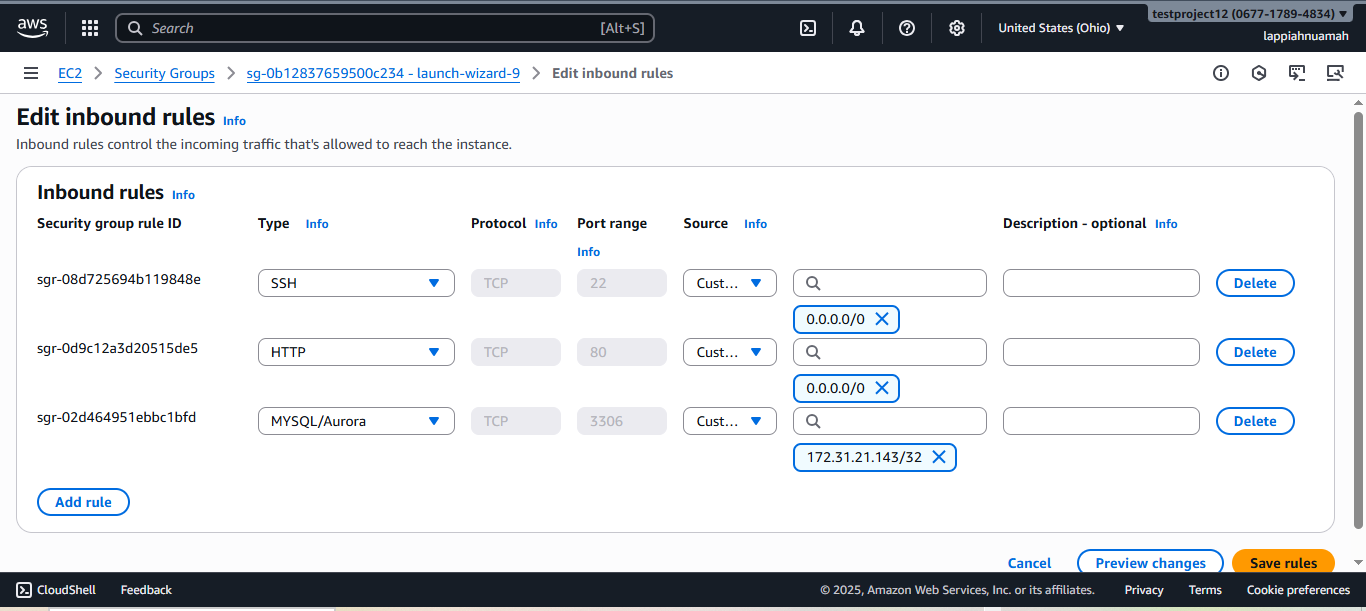 aws
Search [Alt+S]
United States (Ohio)
testproject12 (0677-1789-4834)
lappiahnuamah
EC2 Security Groups sg-0b12837659500c234 - launch-wizard-9 Edit inbound rules
Edit inbound rules Info
Inbound rules control the incoming traffic that's allowed to reach the instance.
Inbound rules Info
Security group rule ID Type Info Protocol Info Port range Source Info Description - optional Info
Info
sgr-08d725694b119848e SSH TCP 22 Cust... Delete
0.0.0.0/0
sgr-0d9c12a3d20515de5 HTTP TCP 80 Cust... Delete
0.0.0.0/0
sgr-02d464951ebbc1bfd MYSQL/Aurora TCP 3306 Cust... Delete
172.31.21.143/32
Add rule
Cancel Preview changes Save rules
CloudShell Feedback © 2025, Amazon Web Services, Inc. or its affiliates. Privacy Terms Cookie preferences